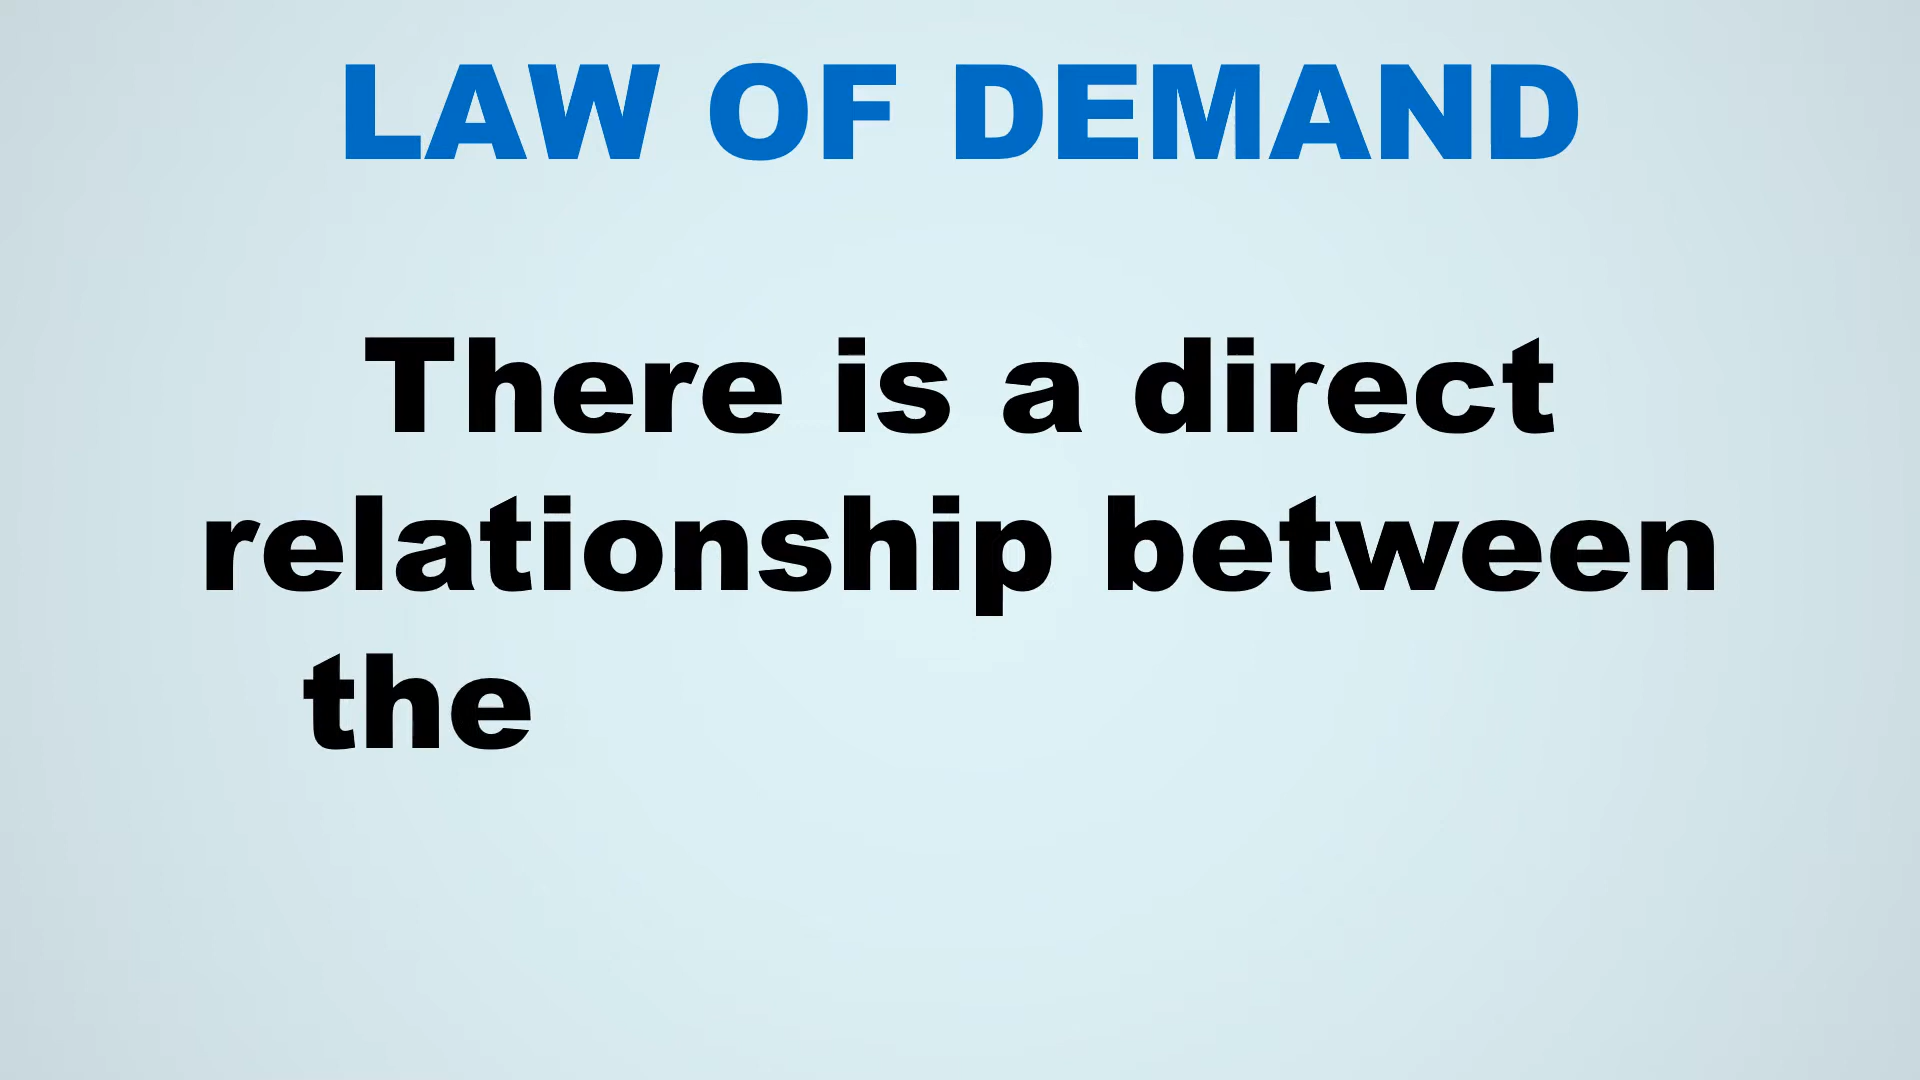 LAW OF DEMAND
There is a direct
relationship between
the